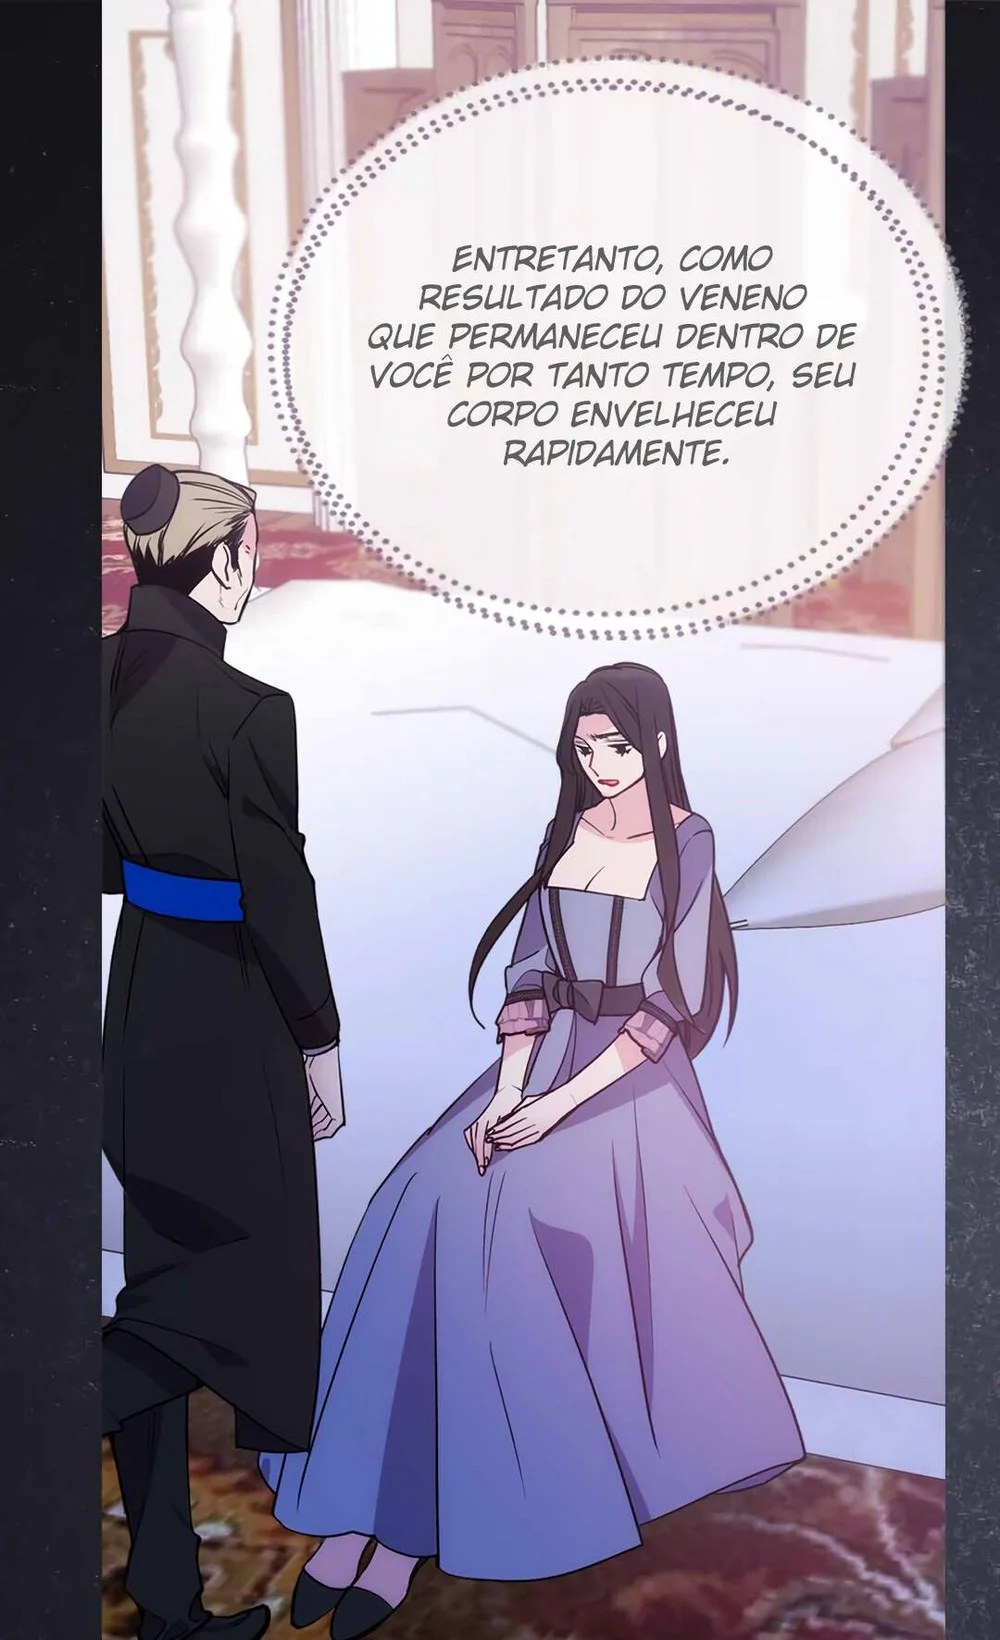 ENTRETANTO, COMO
RESULTADO DO VENENO
QUE PERMANECEU DENTRO DE
VOCÊ POR TANTO TEMPO, SEU
CORPO ENVELHECEU
RAPIDAMENTE.